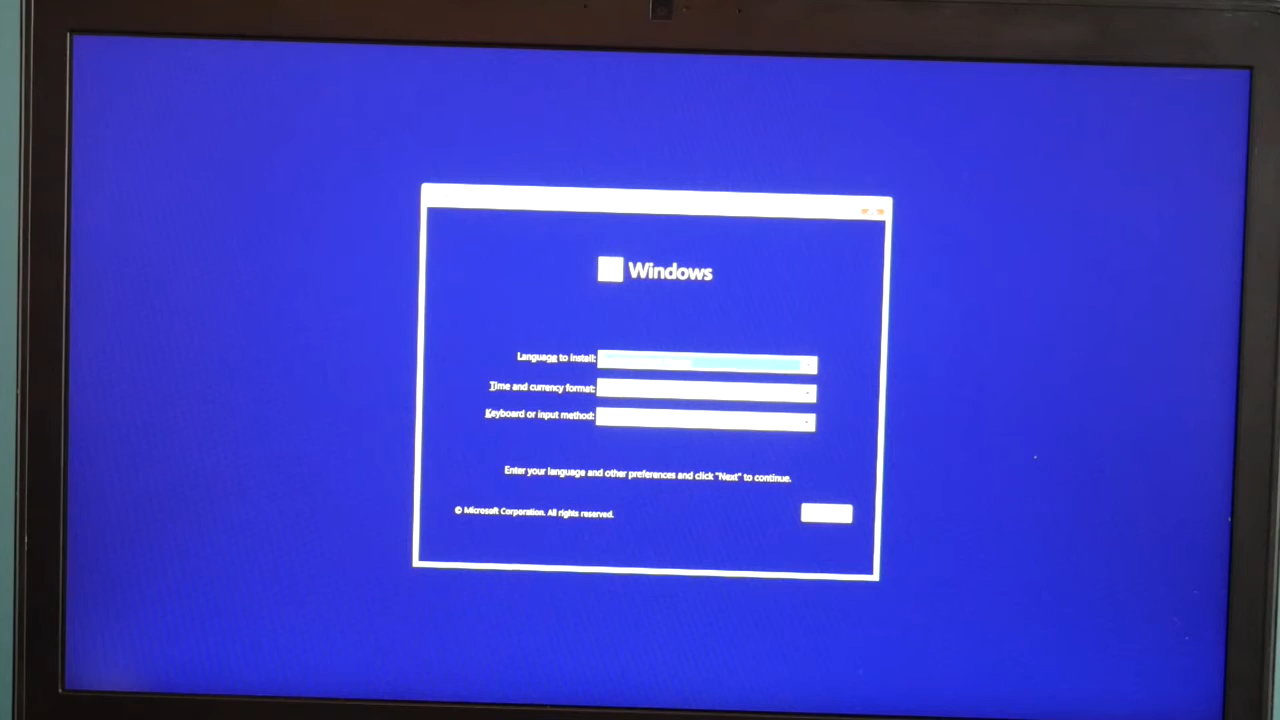 Windows
Language to install:
Time and currency format:
Keyboard or input method:
Enter your language and other preferences and click "Next" to continue.
© Microsoft Corporation. All rights reserved.